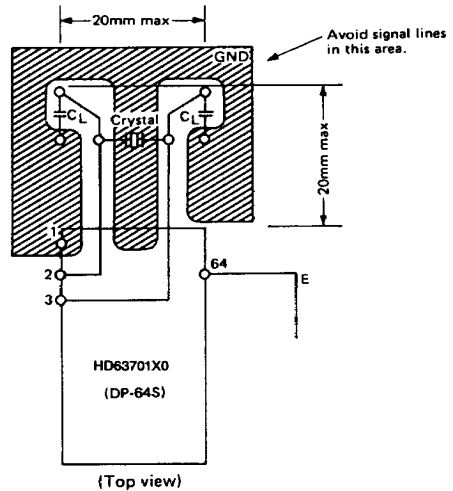 20mm max
Avoid signal lines
in this area.
GND
CL
Crystal
CL
20mm max
1
2
3
64
E
HD63701X0
(DP-64S)
(Top view)